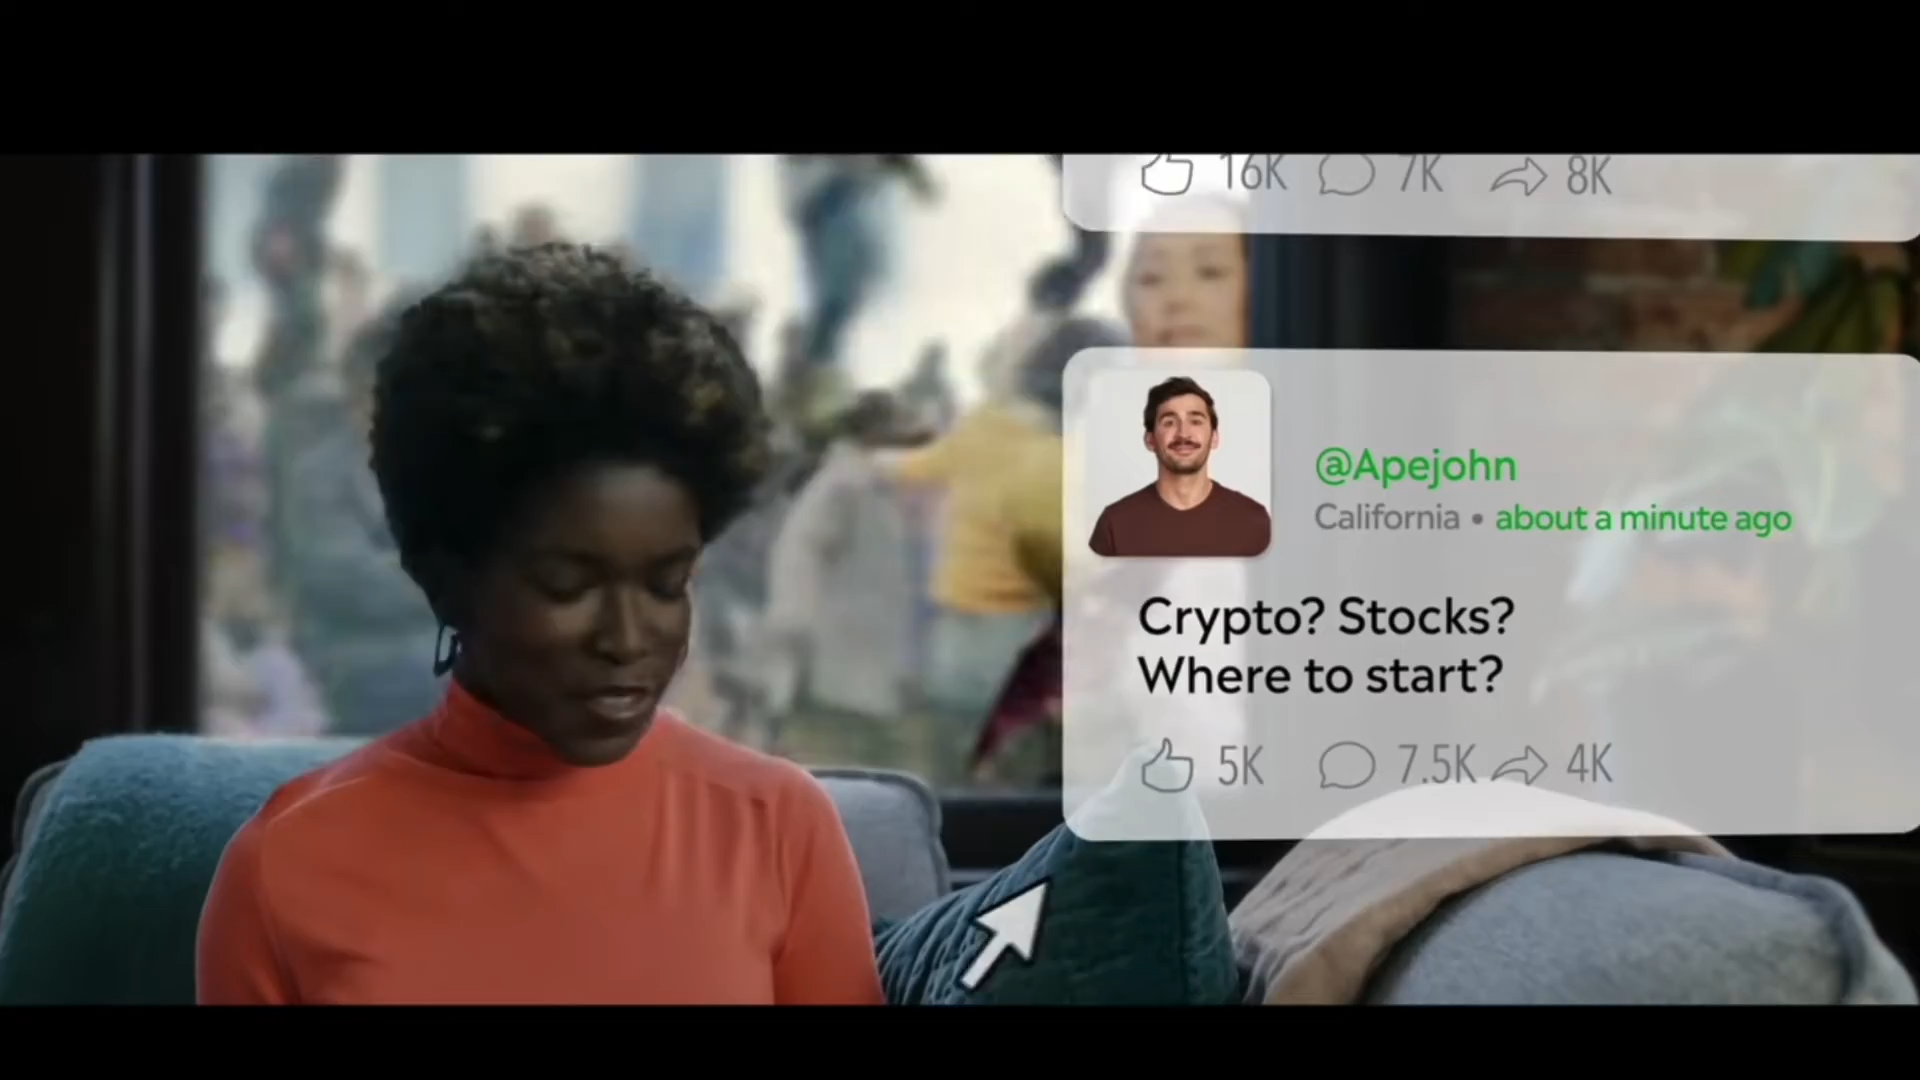 16K 7K 8K
@Apejohn
California • about a minute ago
Crypto? Stocks?
Where to start?
5K 7.5K 4K